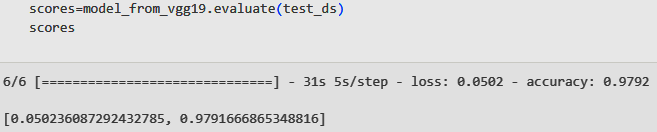 scores=model_from_vgg19.evaluate(test_ds)
scores
6/6 [==============================] - 31s 5s/step - loss: 0.0502 - accuracy: 0.9792
[0.050236087292432785, 0.9791666865348816]